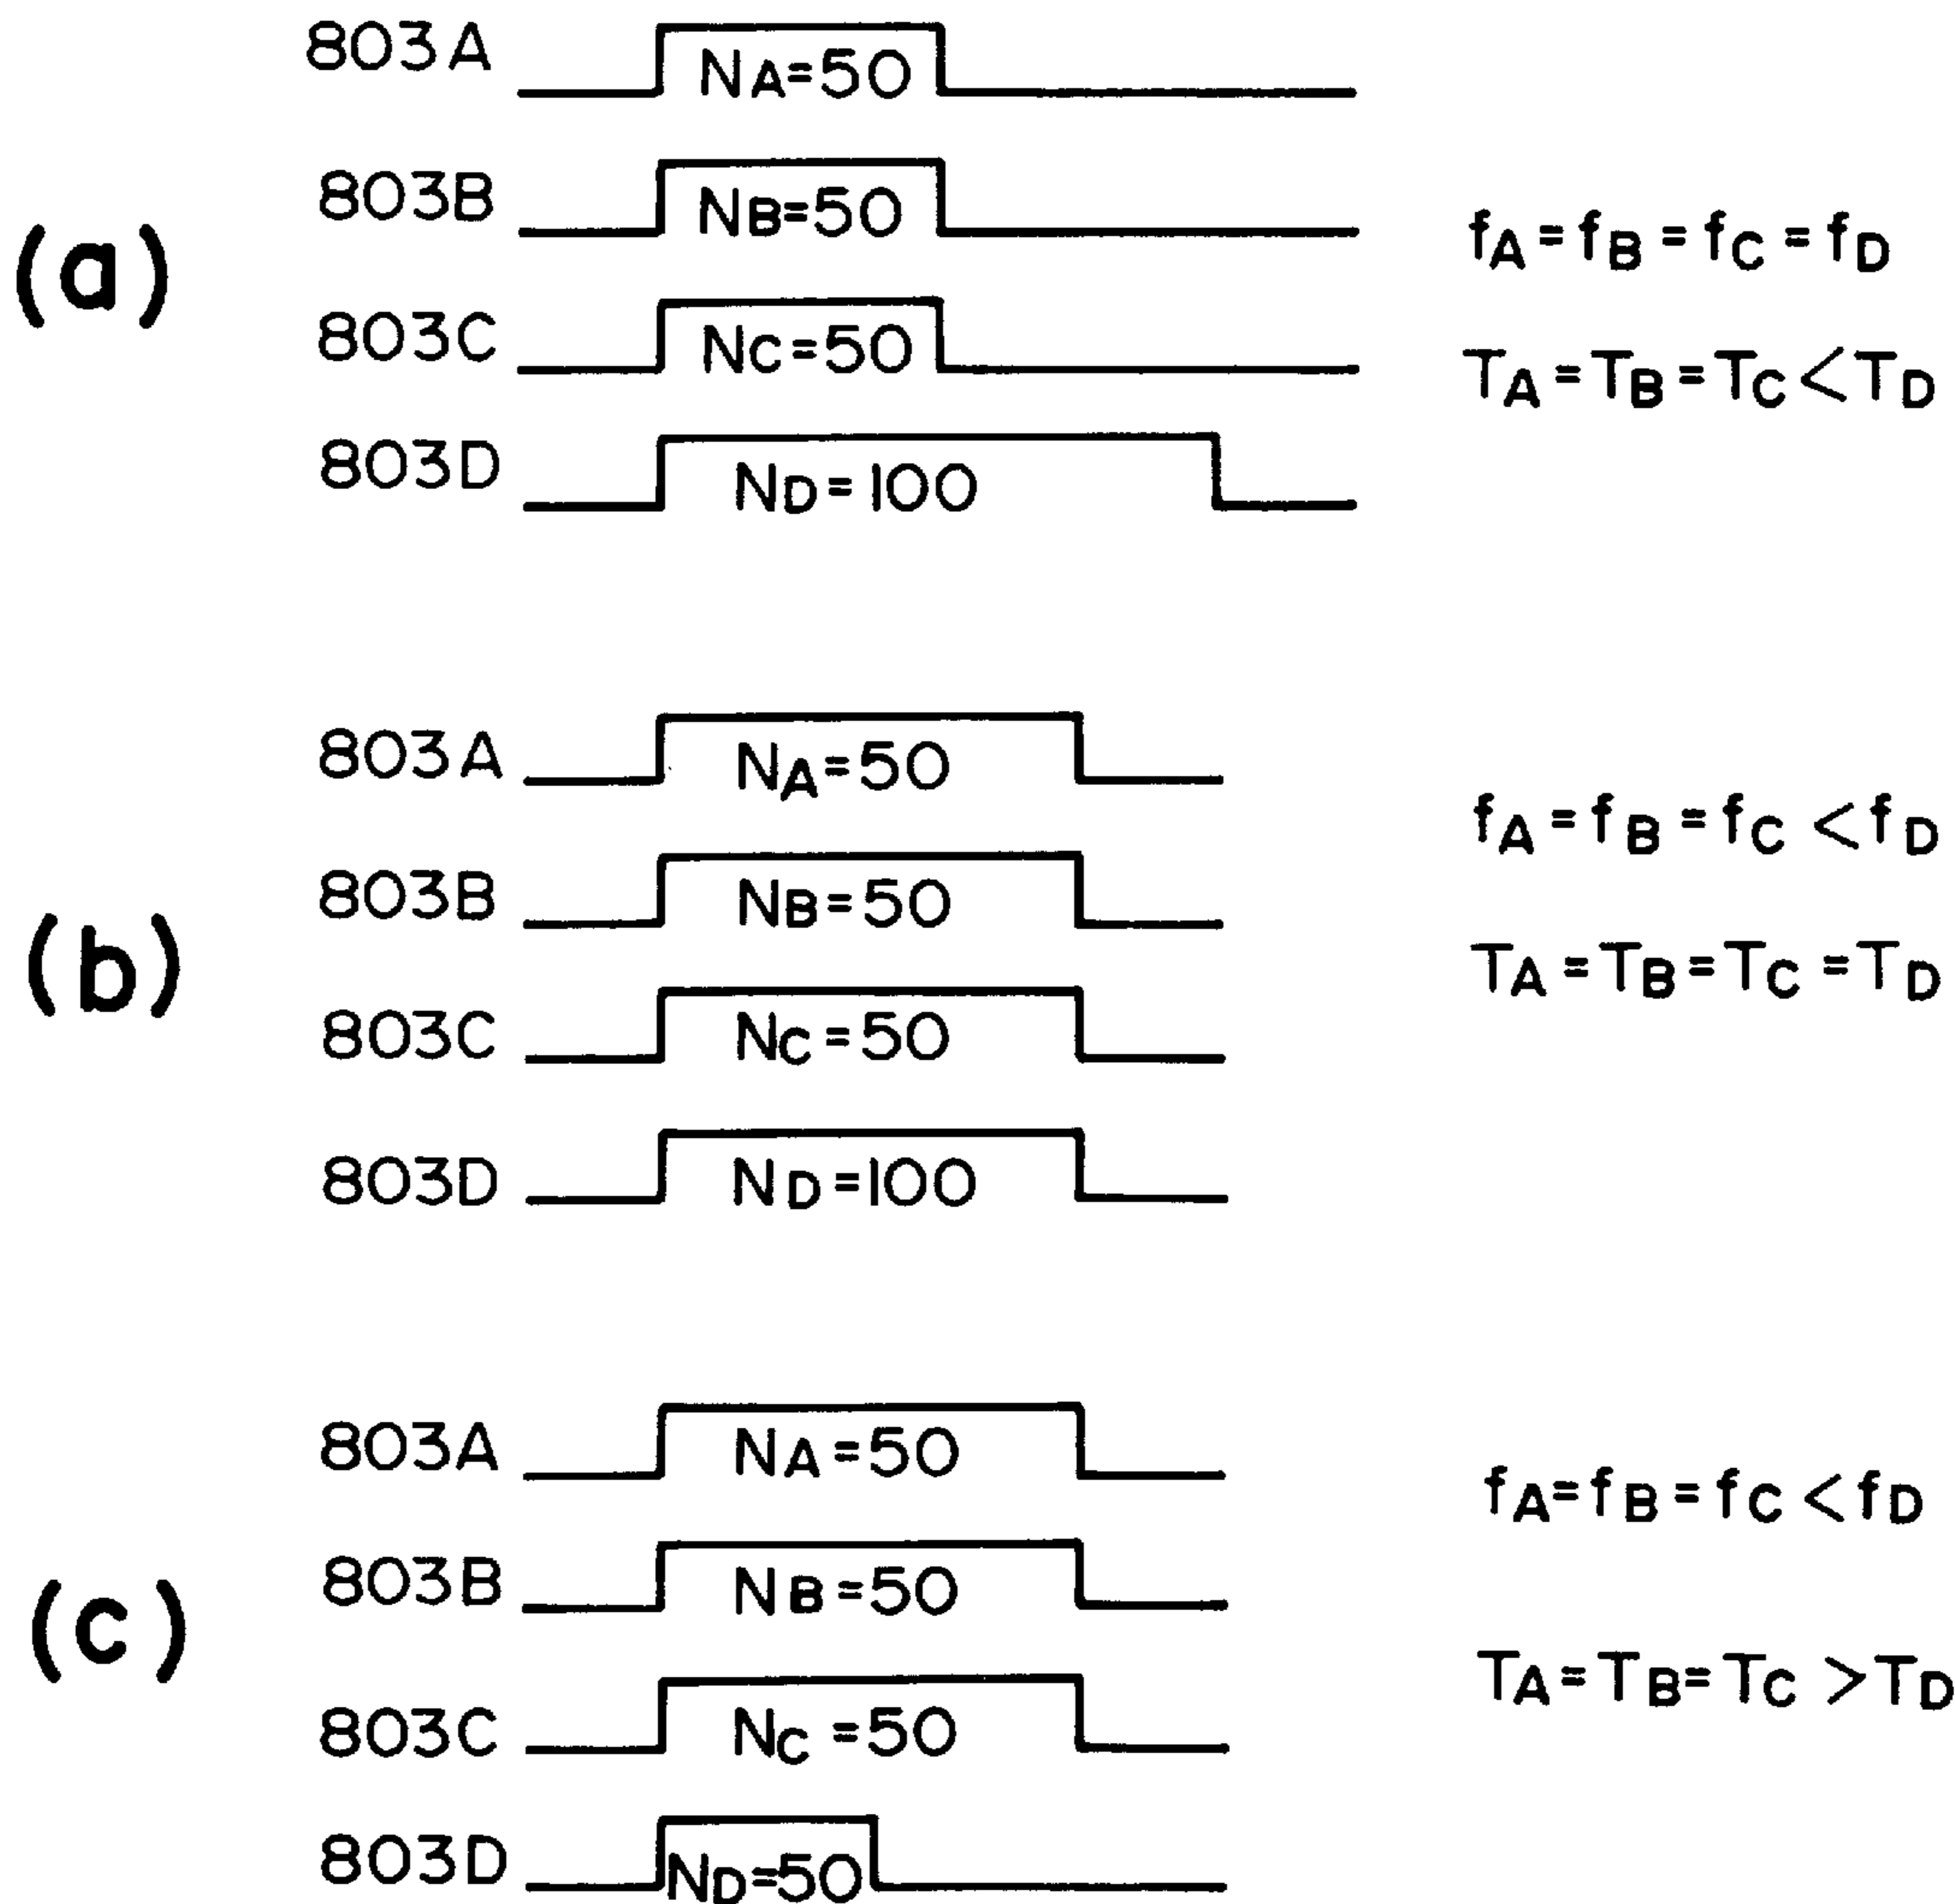 803A NA=50
803B NB=50
(a)
fA=fB=fC=fD
803C NC=50
TA=TB=TC<TD
803D ND=100
803A NA=50
fA=fB=fC<fD
803B NB=50
(b)
TA=TB=TC=TD
803C NC=50
803D ND=100
803A NA=50
fA=fB=fC<fD
803B NB=50
(c)
TA=TB=TC>TD
803C NC=50
803D ND=50